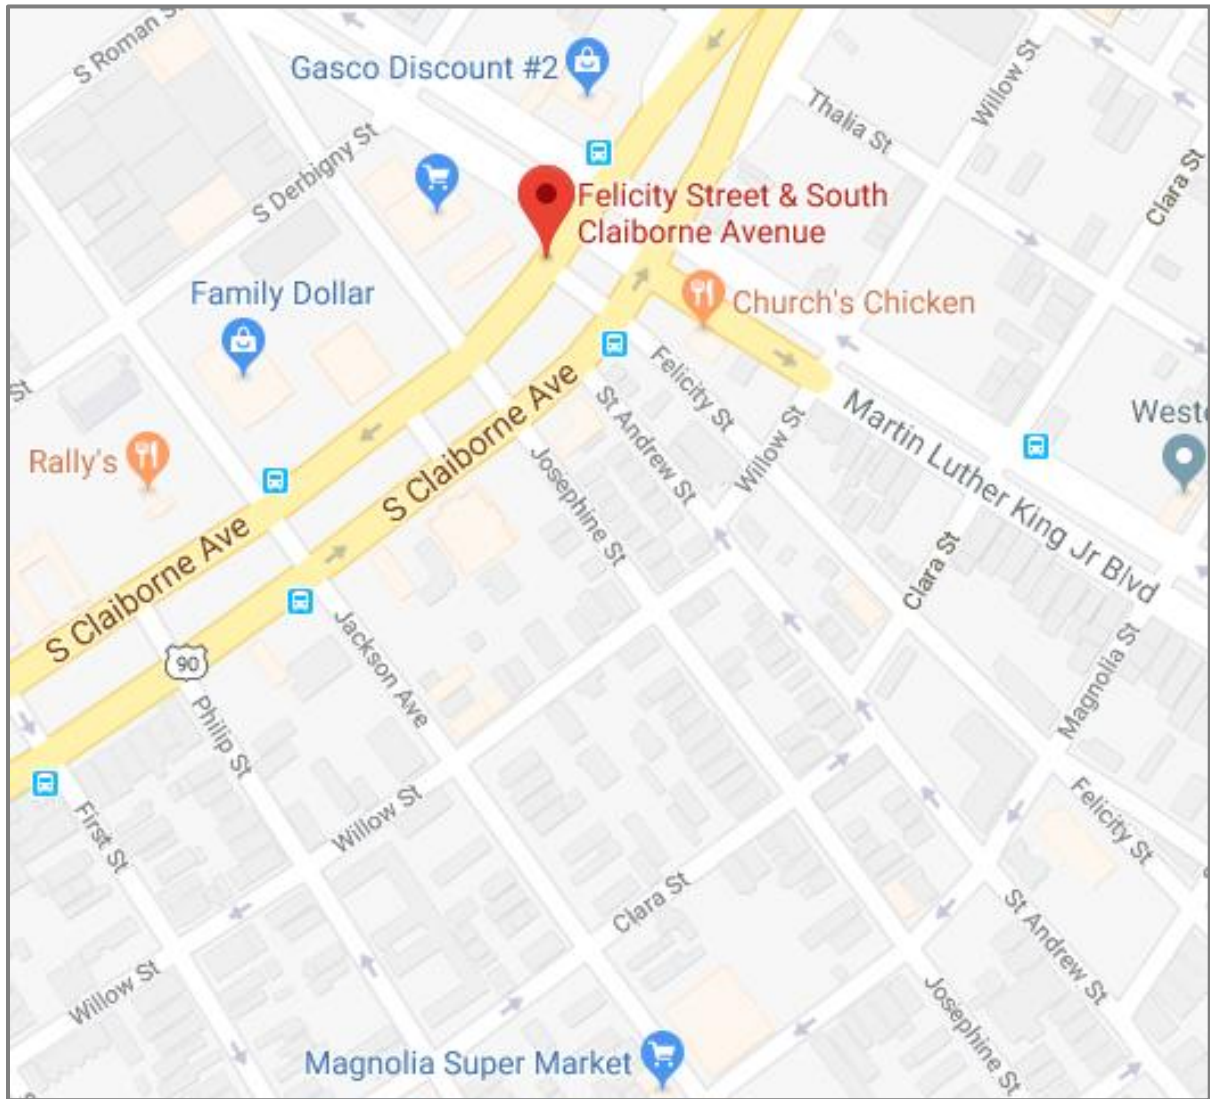 S Roman St
Gasco Discount #2
Willow St
Thalia St
Clara St
S Derbigny St
Felicity Street & South
Claiborne Avenue
Family Dollar
Church's Chicken
St
Felicity St
St Andrew St
Willow St
Martin Luther King Jr Blvd
Rally's
S Claiborne Ave
Josephine St
S Claiborne Ave
Clara St
Jackson Ave
90
Magnolia St
Philip St
Willow St
First St
Felicity St
Clara St
St Andrew St
Willow St
Josephine St
Magnolia Super Market